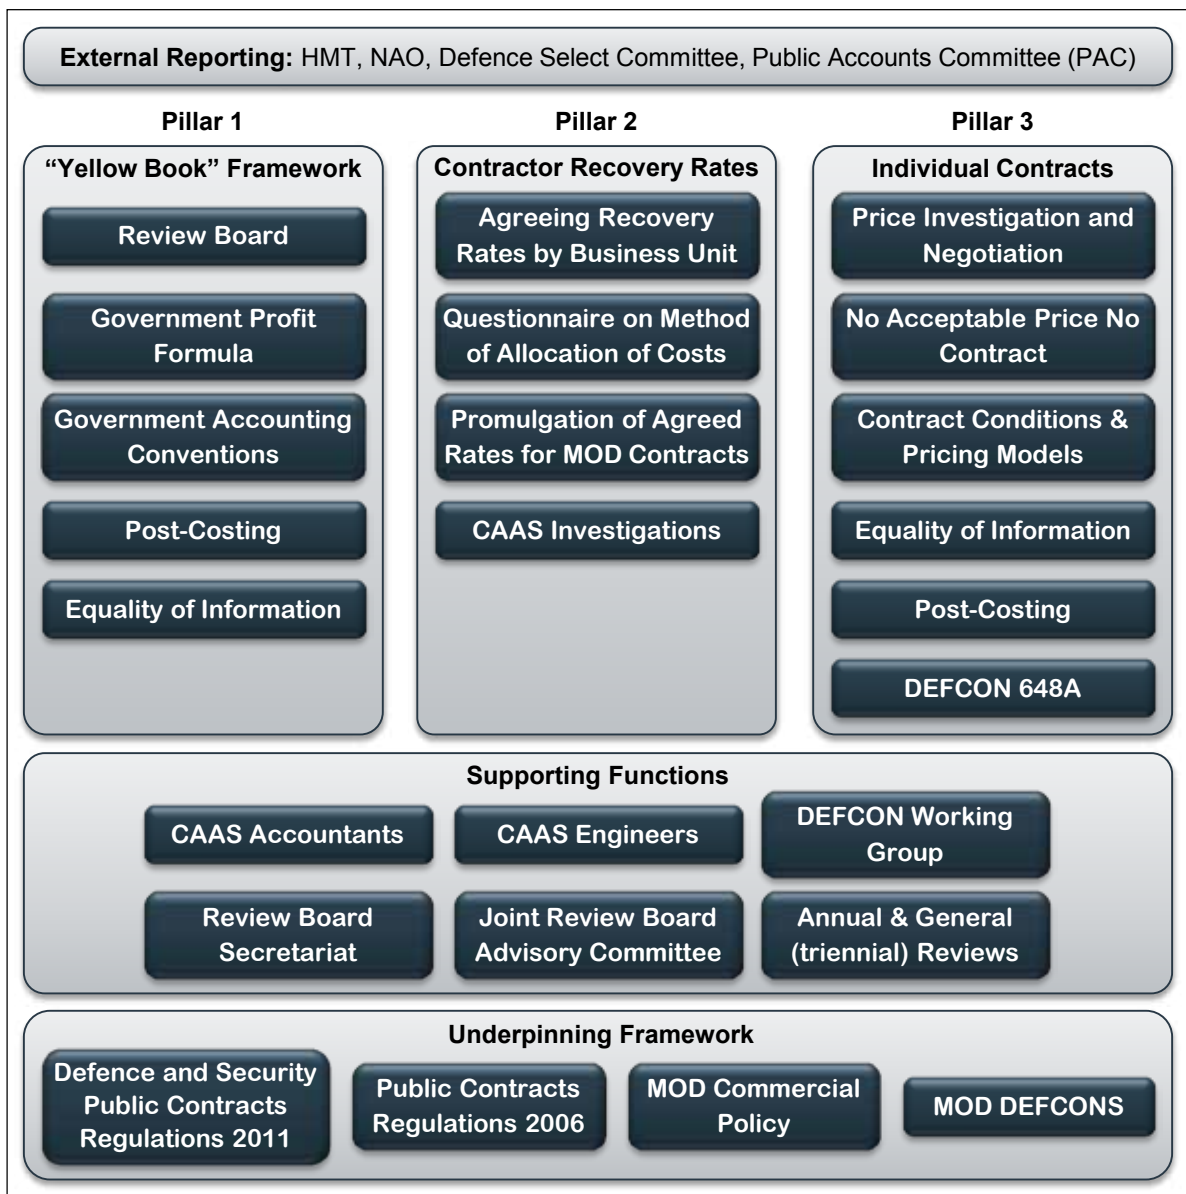 External Reporting: HMT, NAO, Defence Select Committee, Public Accounts Committee (PAC)
Pillar 1
“Yellow Book” Framework
Review Board
Government Profit
Formula
Government Accounting
Conventions
Post-Costing
Equality of Information
Pillar 2
Contractor Recovery Rates
Agreeing Recovery
Rates by Business Unit
Questionnaire on Method
of Allocation of Costs
Promulgation of Agreed
Rates for MOD Contracts
CAAS Investigations
Pillar 3
Individual Contracts
Price Investigation and
Negotiation
No Acceptable Price No
Contract
Contract Conditions &
Pricing Models
Equality of Information
Post-Costing
DEFCON 648A
Supporting Functions
CAAS Accountants
CAAS Engineers
DEFCON Working
Group
Review Board
Secretariat
Joint Review Board
Advisory Committee
Annual & General
(triennial) Reviews
Underpinning Framework
Defence and Security
Public Contracts
Regulations 2011
Public Contracts
Regulations 2006
MOD Commercial
Policy
MOD DEFCONS